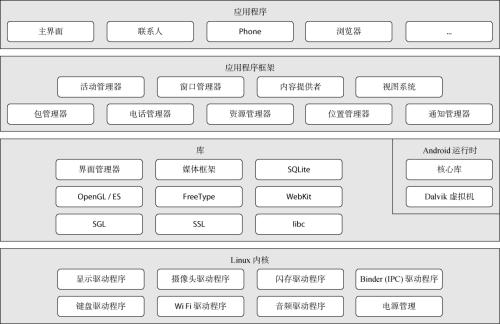 应用程序
主界面 联系人 Phone 浏览器 ...
应用程序框架
活动管理器 窗口管理器 内容提供者 视图系统
包管理器 电话管理器 资源管理器 位置管理器 通知管理器
库
界面管理器 媒体框架 SQLite
OpenGL / ES FreeType WebKit
SGL SSL libc
Android 运行时
核心库
Dalvik 虚拟机
Linux 内核
显示驱动程序 摄像头驱动程序 闪存驱动程序 Binder (IPC) 驱动程序
键盘驱动程序 Wi Fi 驱动程序 音频驱动程序 电源管理